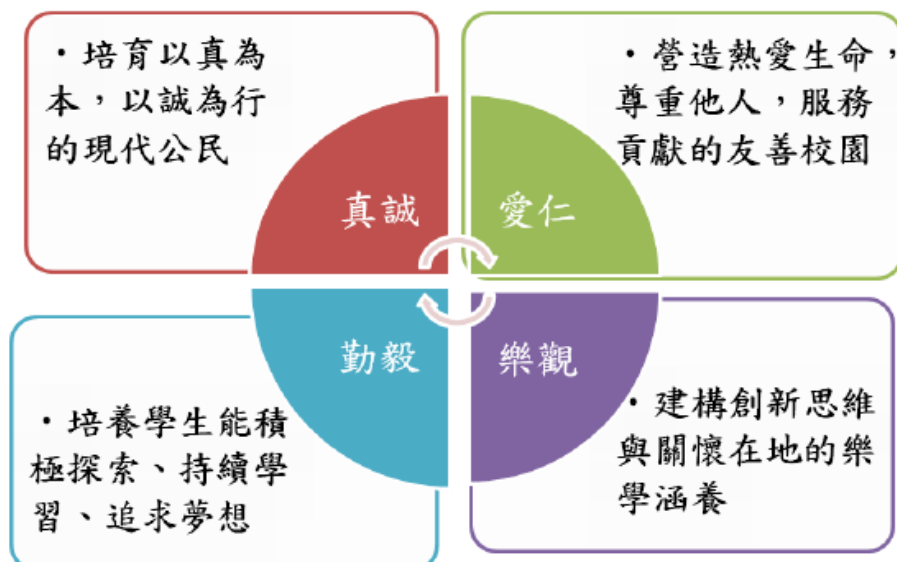 ・培育以真為
本，以誠為行
的現代公民
真誠
・營造熱愛生命，
尊重他人，服務
貢獻的友善校園
愛仁
勤毅
・培養學生能積
極探索、持續學
習、追求夢想
樂觀
・建構創新思維
與關懷在地的樂
學涵養